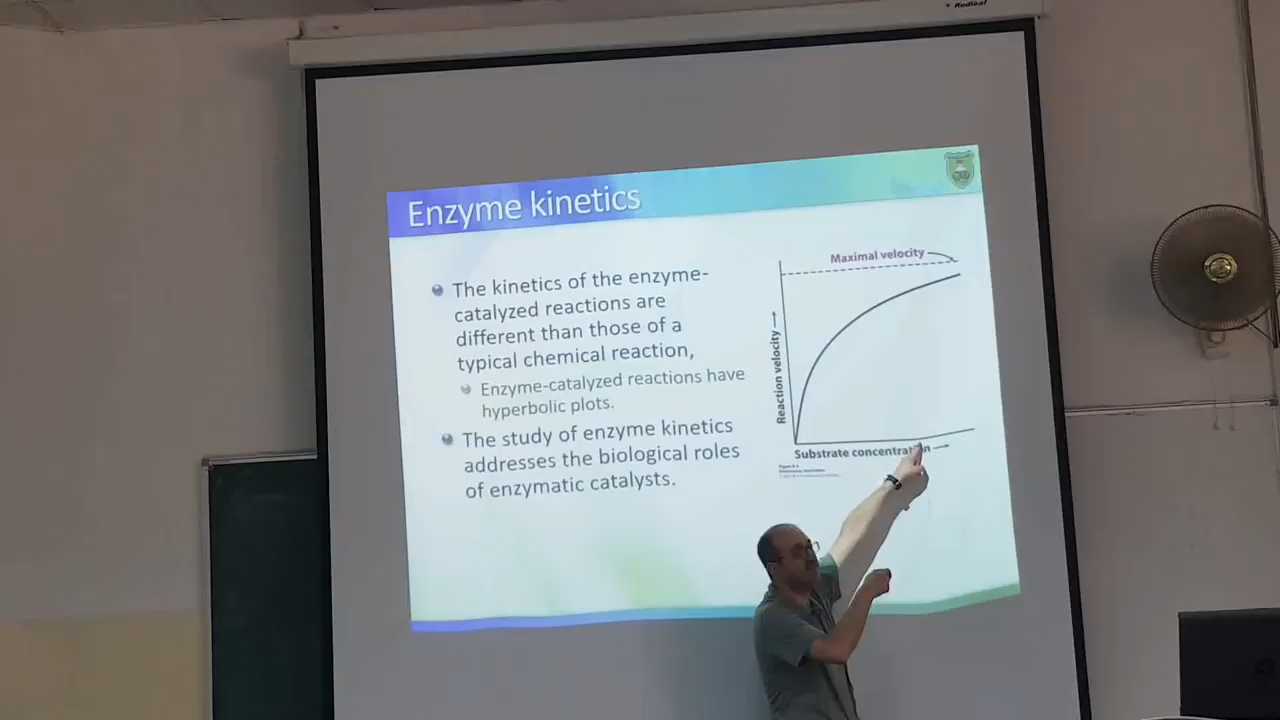 Redleaf
Enzyme kinetics
The kinetics of the enzyme-
catalyzed reactions are
different than those of a
typical chemical reaction,
Enzyme-catalyzed reactions have
hyperbolic plots.
The study of enzyme kinetics
addresses the biological roles
of enzymatic catalysts.
Maximal velocity
Reaction velocity
Substrate concentration